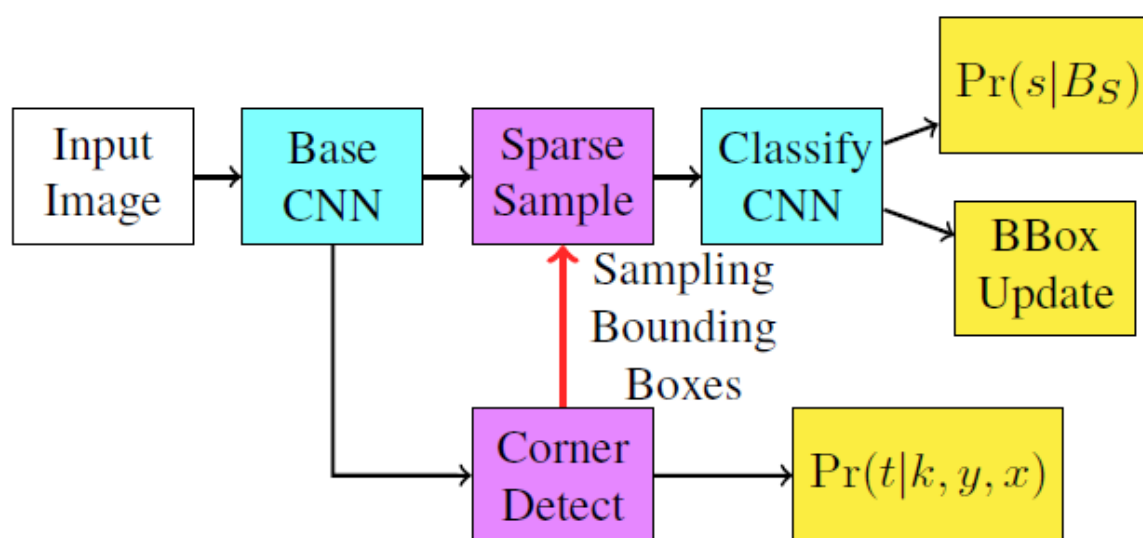 Input
Image
Base
CNN
Sparse
Sample
Classify
CNN
Pr(s|B_S)
BBox
Update
Sampling
Bounding
Boxes
Corner
Detect
Pr(t|k, y, x)